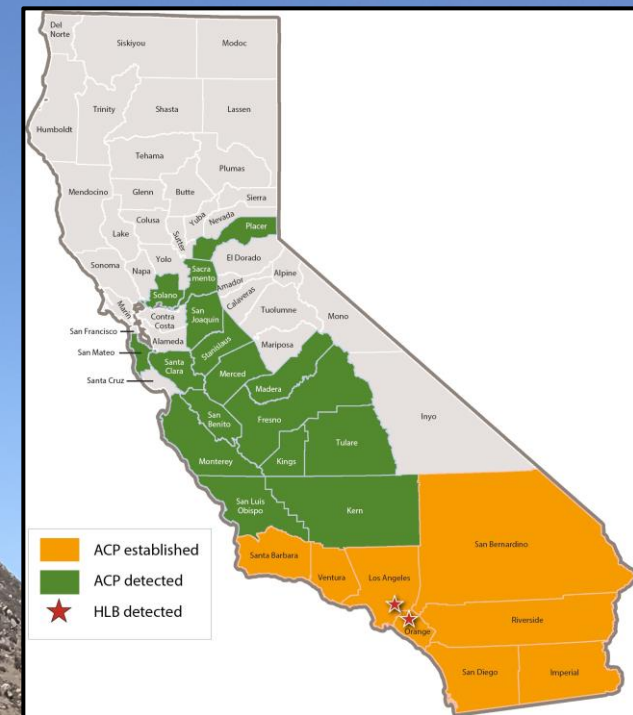 Del
Norte
Siskiyou
Modoc
Humboldt
Trinity
Shasta
Lassen
Tehama
Plumas
Mendocino
Glenn
Butte
Sierra
Colusa
Yuba
Nevada
Placer
Lake
Sutter
Sonoma
Napa
Yolo
El Dorado
Sacra
mento
Alpine
Amador
Marin
Solano
Calaveras
San Francisco
Contra
Costa
San
Joaquin
Tuolumne
Mono
San Mateo
Alameda
Stanislaus
Mariposa
Santa Cruz
Santa
Clara
Merced
Madera
San
Benito
Fresno
Inyo
Monterey
Kings
Tulare
San Luis
Obispo
Kern
Santa Barbara
Ventura
Los Angeles
San Bernardino
Orange
Riverside
San Diego
Imperial
ACP established
ACP detected
HLB detected